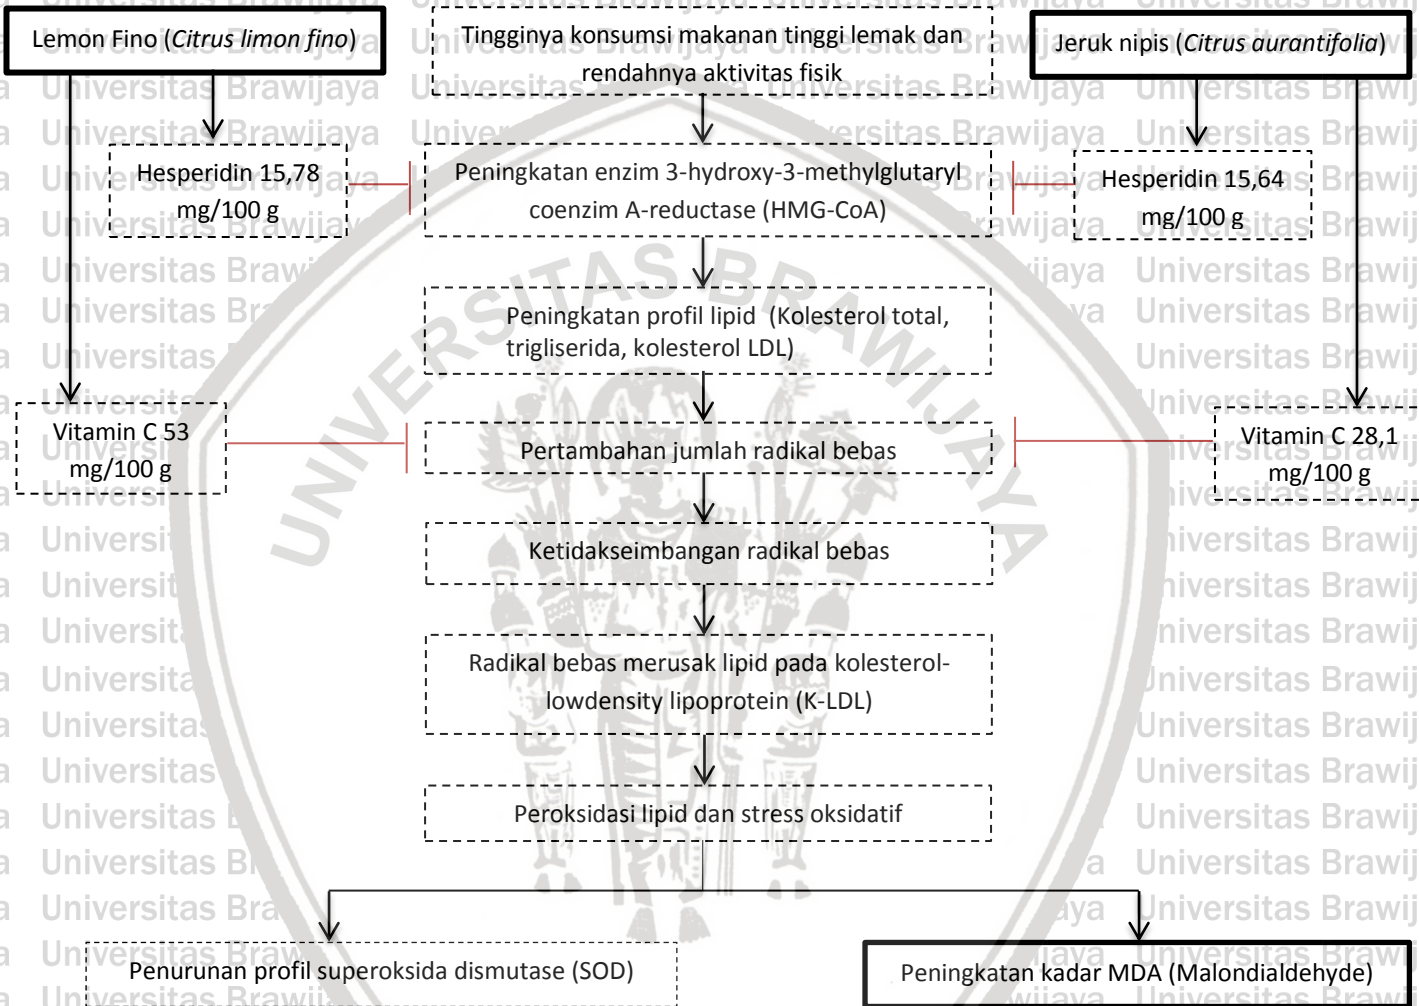 Lemon Fino (Citrus limon fino)
Tingginya konsumsi makanan tinggi lemak dan
rendahnya aktivitas fisik
Jeruk nipis (Citrus aurantifolia)
Hesperidin 15,78
mg/100 g
Peningkatan enzim 3-hydroxy-3-methylglutaryl
coenzim A-reductase (HMG-CoA)
Hesperidin 15,64
mg/100 g
Peningkatan profil lipid (Kolesterol total,
trigliserida, kolesterol LDL)
Vitamin C 53
mg/100 g
Pertambahan jumlah radikal bebas
Vitamin C 28,1
mg/100 g
Ketidakseimbangan radikal bebas
Radikal bebas merusak lipid pada kolesterol-
lowdensity lipoprotein (K-LDL)
Peroksidasi lipid dan stress oksidatif
Penurunan profil superoksida dismutase (SOD)
Peningkatan kadar MDA (Malondialdehyde)
UNIVERSITAS BRAWIJAYA